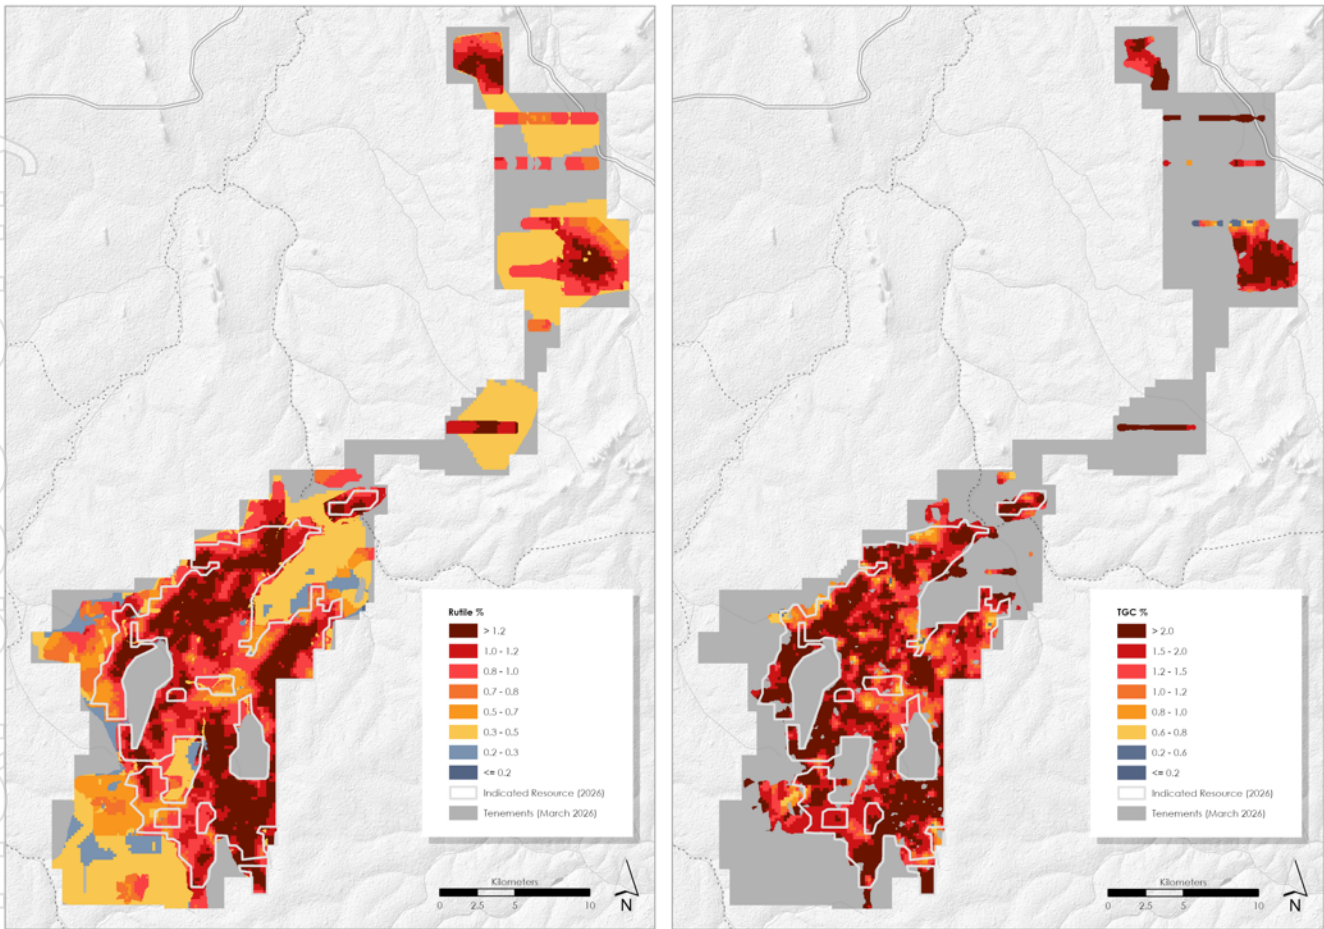 Rutile %
> 1.2
1.0 - 1.2
0.8 - 1.0
0.7 - 0.8
0.5 - 0.7
0.3 - 0.5
0.2 - 0.3
<= 0.2
Indicated Resource (2026)
Tenements (March 2026)
Kilometers
0 2.5 5 10
N
TGC %
> 2.0
1.5 - 2.0
1.2 - 1.5
1.0 - 1.2
0.8 - 1.0
0.6 - 0.8
0.2 - 0.6
<= 0.2
Indicated Resource (2026)
Tenements (March 2026)
Kilometers
0 2.5 5 10
N